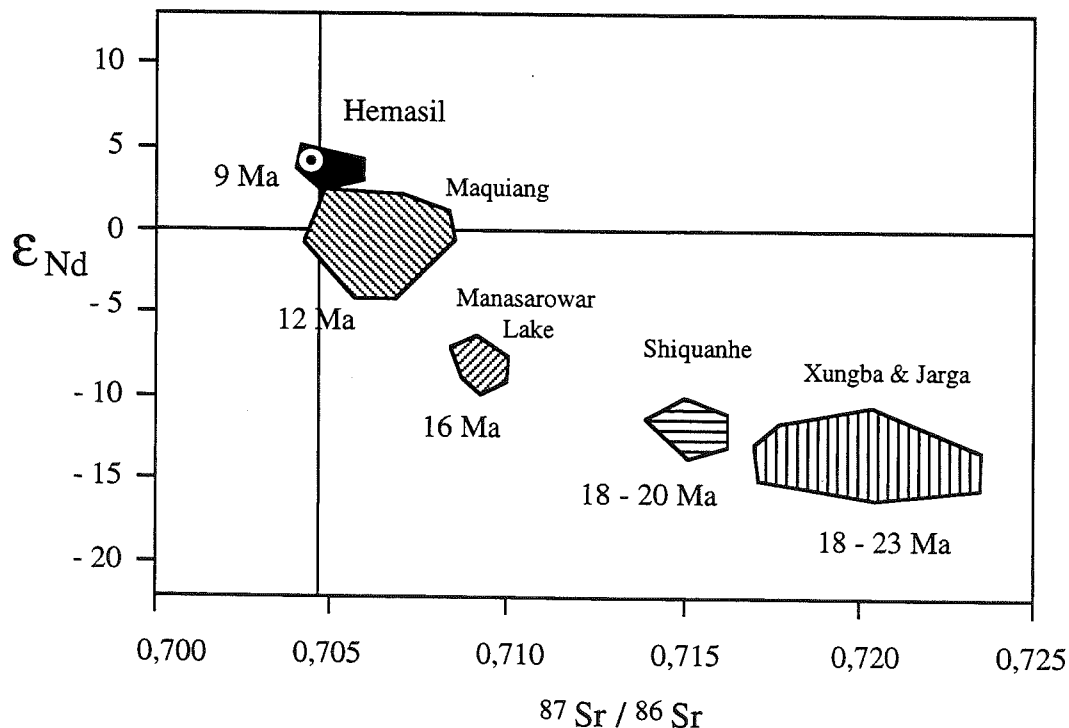 10
5
0
- 5
- 10
- 15
- 20
εNd
Hemasil
9 Ma
Maquiang
12 Ma
Manasarowar
Lake
16 Ma
Shiquanhe
18 - 20 Ma
Xungba & Jarga
18 - 23 Ma
0,700 0,705 0,710 0,715 0,720 0,725
87 Sr / 86 Sr